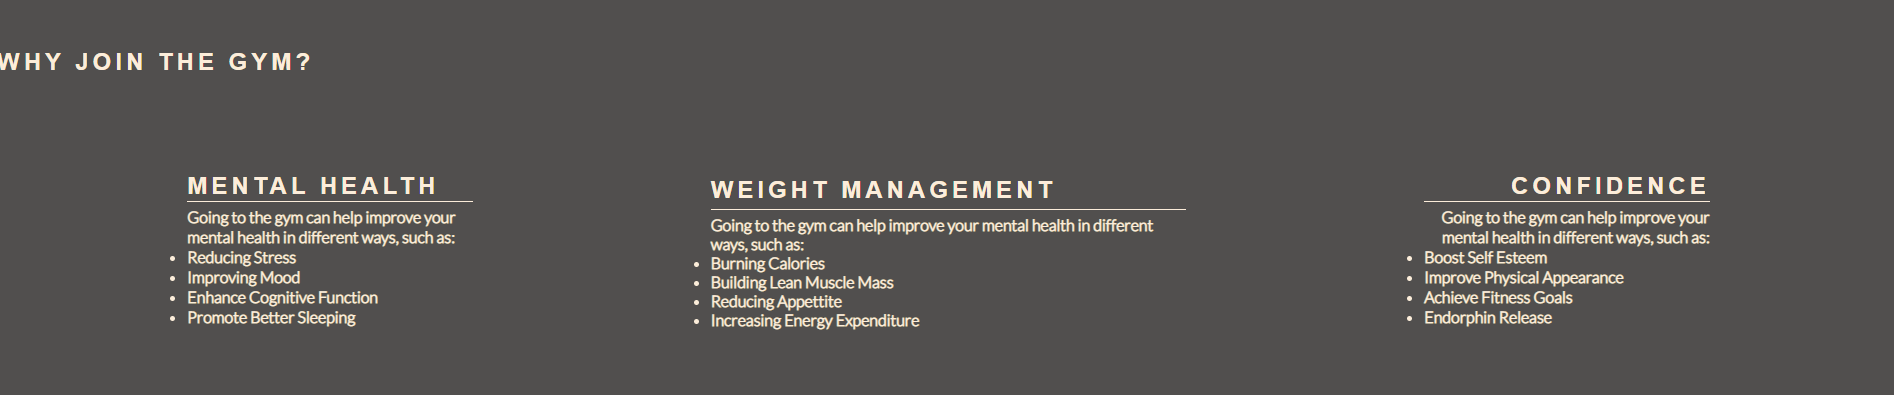 WHY JOIN THE GYM?
MENTAL HEALTH
Going to the gym can help improve your
mental health in different ways, such as:
• Reducing Stress
• Improving Mood
• Enhance Cognitive Function
• Promote Better Sleeping
WEIGHT MANAGEMENT
Going to the gym can help improve your mental health in different
ways, such as:
• Burning Calories
• Building Lean Muscle Mass
• Reducing Appettite
• Increasing Energy Expenditure
CONFIDENCE
Going to the gym can help improve your
mental health in different ways, such as:
• Boost Self Esteem
• Improve Physical Appearance
• Achieve Fitness Goals
• Endorphin Release